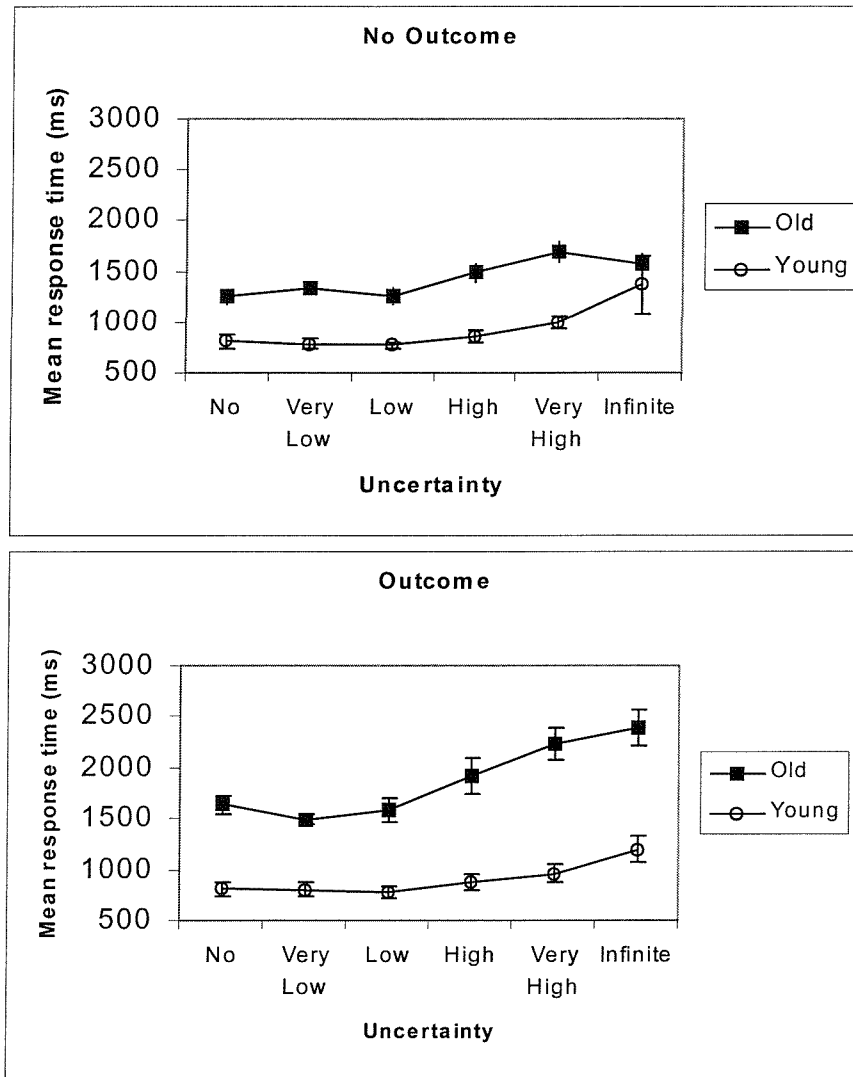 No Outcome
Mean response time (ms)
3000
2500
2000
1500
1000
500
No Very Low Low High Very High Infinite
Uncertainty
Old
Young
Outcome
Mean response time (ms)
3000
2500
2000
1500
1000
500
No Very Low Low High Very High Infinite
Uncertainty
Old
Young